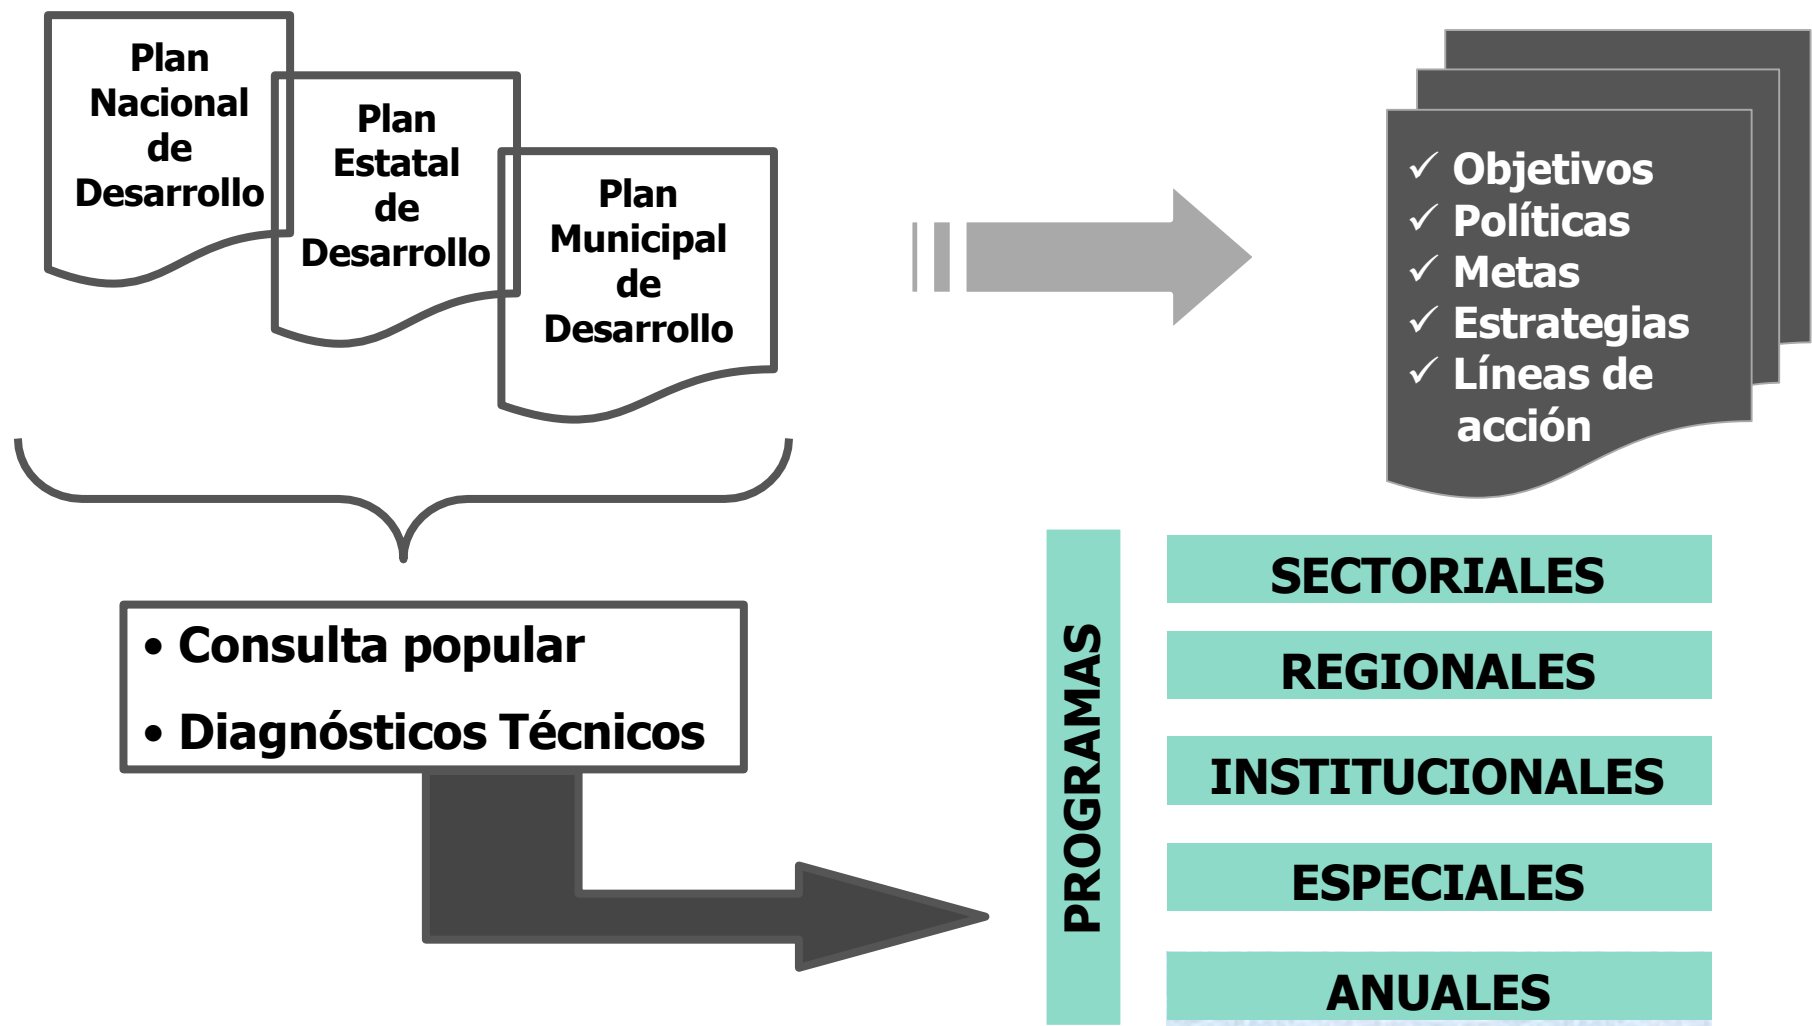 Plan
Nacional
de
Desarrollo
Plan
Estatal
de
Desarrollo
Plan
Municipal
de
Desarrollo
✓ Objetivos
✓ Políticas
✓ Metas
✓ Estrategias
✓ Líneas de
acción
• Consulta popular
• Diagnósticos Técnicos
PROGRAMAS
SECTORIALES
REGIONALES
INSTITUCIONALES
ESPECIALES
ANUALES